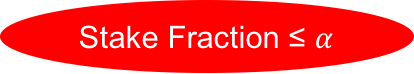 Stake Fraction ≤ 𝛼